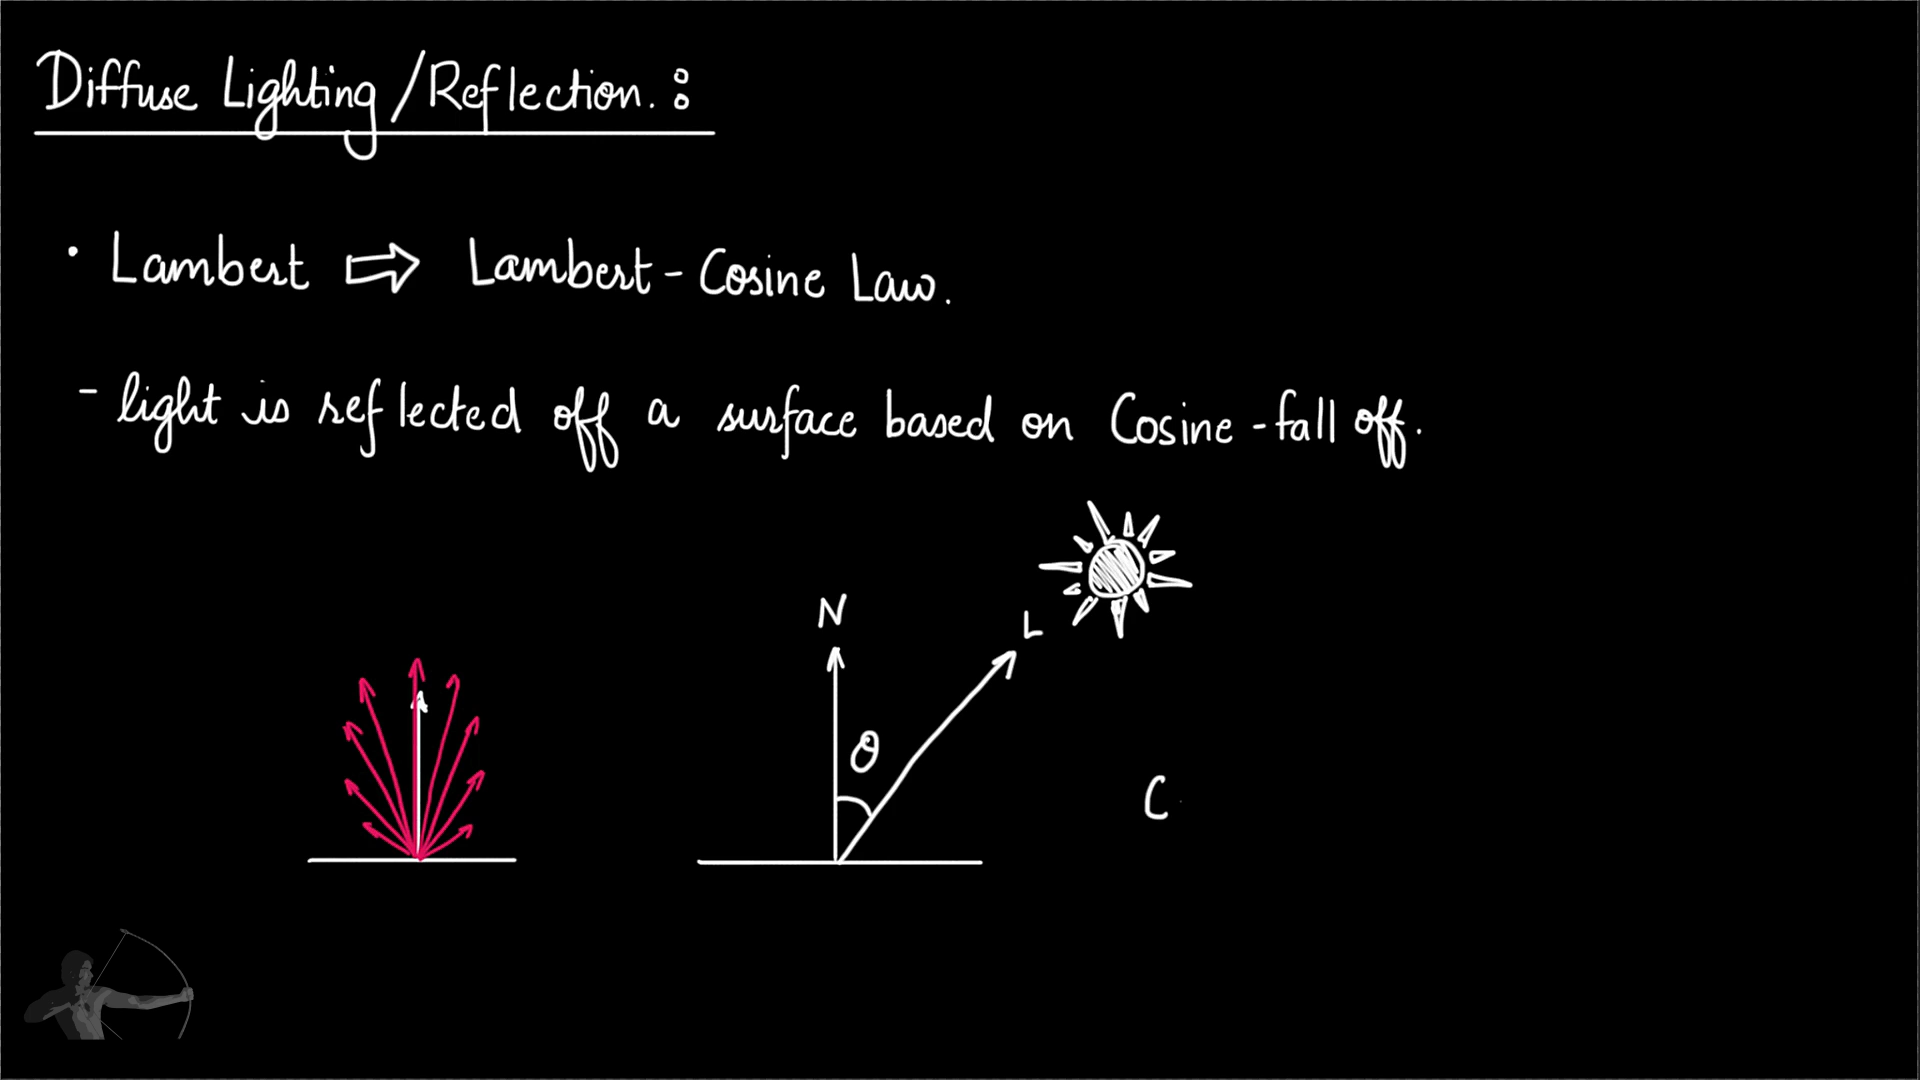 Diffuse Lighting/Reflection. :
• Lambert ⇨ Lambert-Cosine Law.
- light is reflected off a surface based on Cosine-fall off.
N
L
θ
C